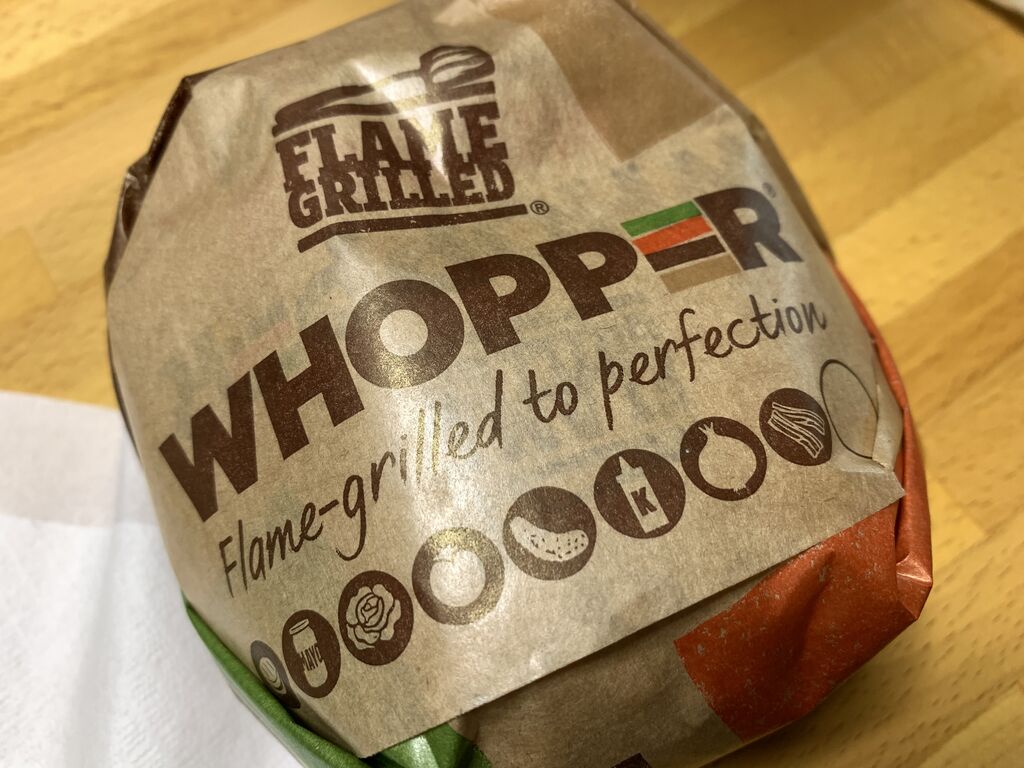 FLAME
GRILLED®
WHOPPER®
Flame-grilled to perfection
MAYO
K